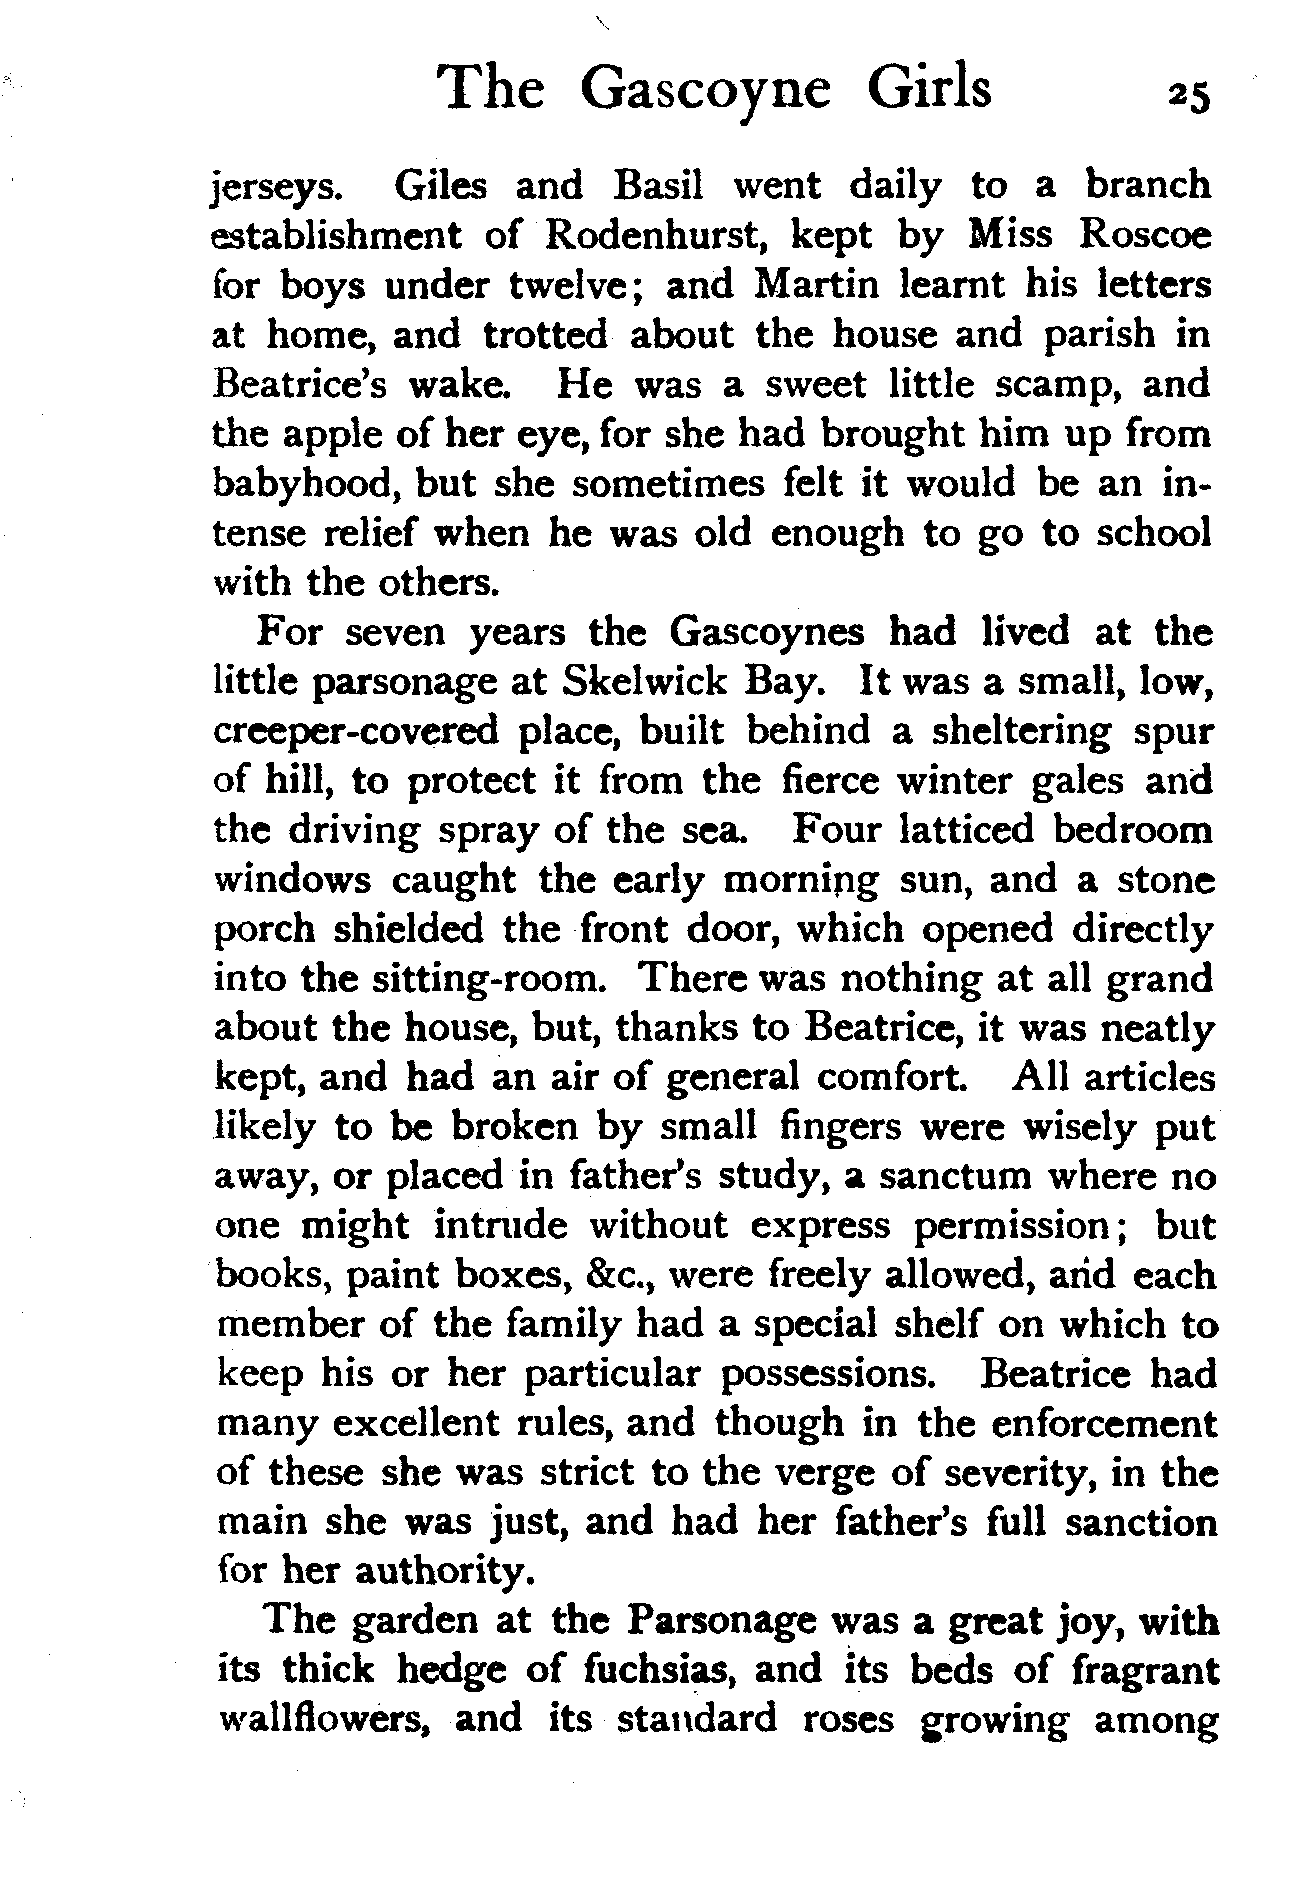 The Gascoyne Girls 25
jerseys. Giles and Basil went daily to a branch
establishment of Rodenhurst, kept by Miss Roscoe
for boys under twelve; and Martin learnt his letters
at home, and trotted about the house and parish in
Beatrice's wake. He was a sweet little scamp, and
the apple of her eye, for she had brought him up from
babyhood, but she sometimes felt it would be an in-
tense relief when he was old enough to go to school
with the others.
For seven years the Gascoynes had lived at the
little parsonage at Skelwick Bay. It was a small, low,
creeper-covered place, built behind a sheltering spur
of hill, to protect it from the fierce winter gales and
the driving spray of the sea. Four latticed bedroom
windows caught the early morning sun, and a stone
porch shielded the front door, which opened directly
into the sitting-room. There was nothing at all grand
about the house, but, thanks to Beatrice, it was neatly
kept, and had an air of general comfort. All articles
likely to be broken by small fingers were wisely put
away, or placed in father's study, a sanctum where no
one might intrude without express permission; but
books, paint boxes, &c., were freely allowed, and each
member of the family had a special shelf on which to
keep his or her particular possessions. Beatrice had
many excellent rules, and though in the enforcement
of these she was strict to the verge of severity, in the
main she was just, and had her father's full sanction
for her authority.
The garden at the Parsonage was a great joy, with
its thick hedge of fuchsias, and its beds of fragrant
wallflowers, and its standard roses growing among